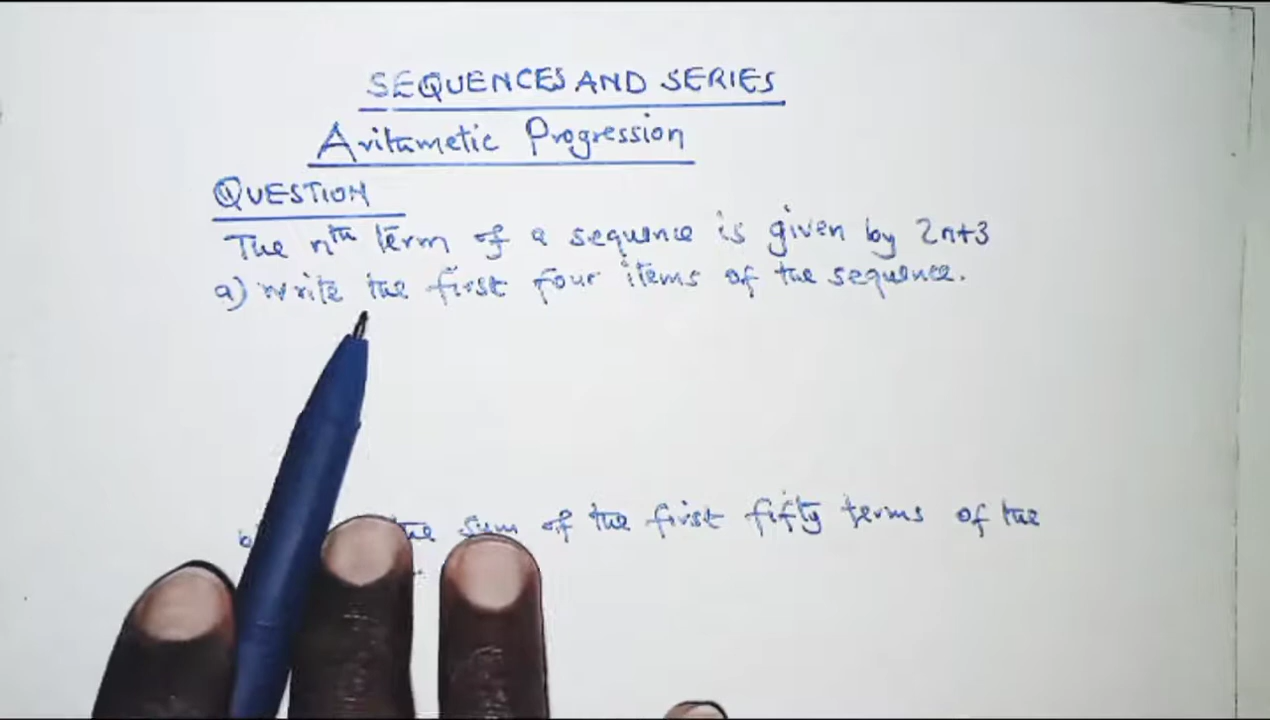 SEQUENCES AND SERIES
Aritmetic Progression
QUESTION
The nth term of a sequence is given by 2n+3
a) Write the first four items of the sequence.
b) the sum of the first fifty terms of the